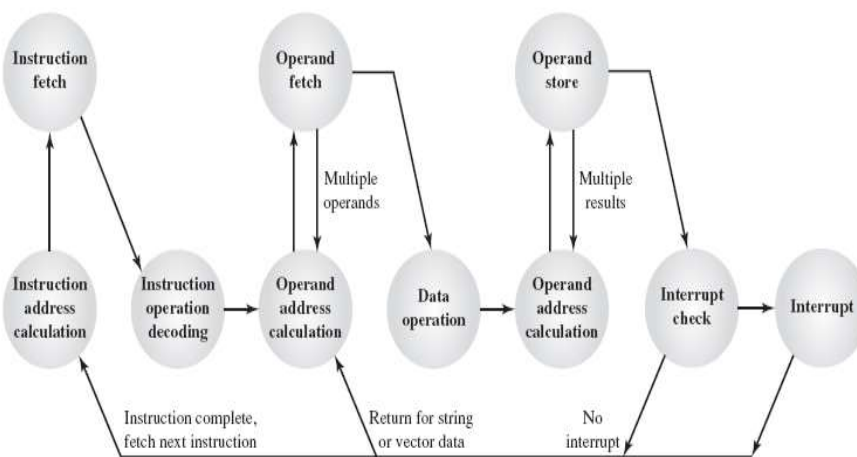 Instruction
fetch
Operand
fetch
Operand
store
Multiple
operands
Multiple
results
Instruction
address
calculation
Instruction
operation
decoding
Operand
address
calculation
Data
operation
Operand
address
calculation
Interrupt
check
Interrupt
Instruction complete,
fetch next instruction
Return for string
or vector data
No
interrupt